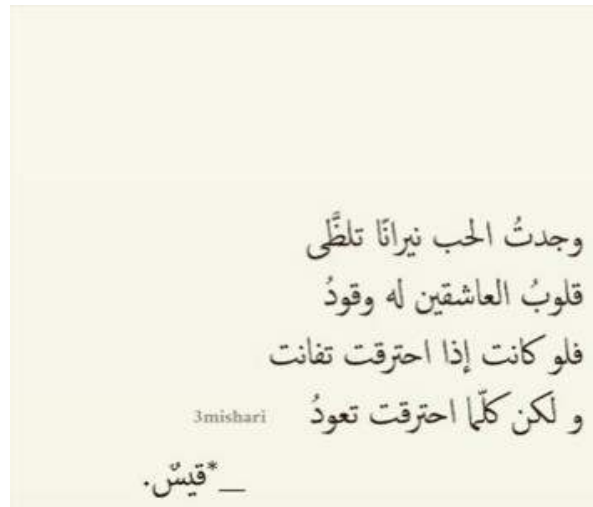 وجدتُ الحب نيرانًا تلظَّى
قلوبُ العاشقين له وقودُ
فلو كانت إذا احترقت تفانت
و لكن كلّما احترقت تعودُ
3mishari
__*قيسٌ.